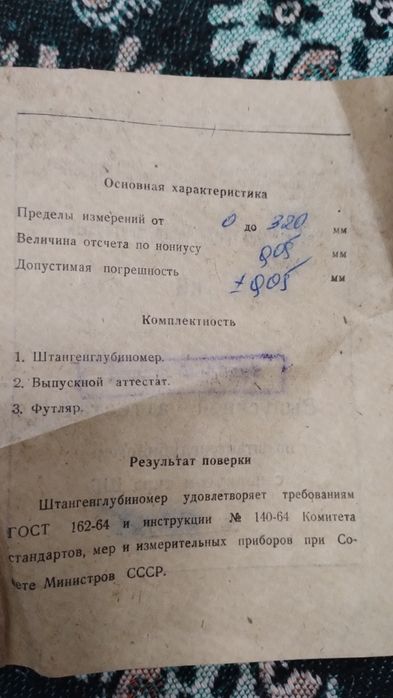 Основная характеристика
Пределы измерений от 0 до 320 мм
Величина отсчета по нониусу 0,05 мм
Допустимая погрешность ±0,05 мм
Комплектность
1. Штангенглубиномер.
2. Выпускной аттестат.
3. Футляр.
Результат поверки
Штангенглубиномер удовлетворяет требованиям
ГОСТ 162-64 и инструкции № 140-64 Комитета
стандартов, мер и измерительных приборов при Со-
вете Министров СССР.